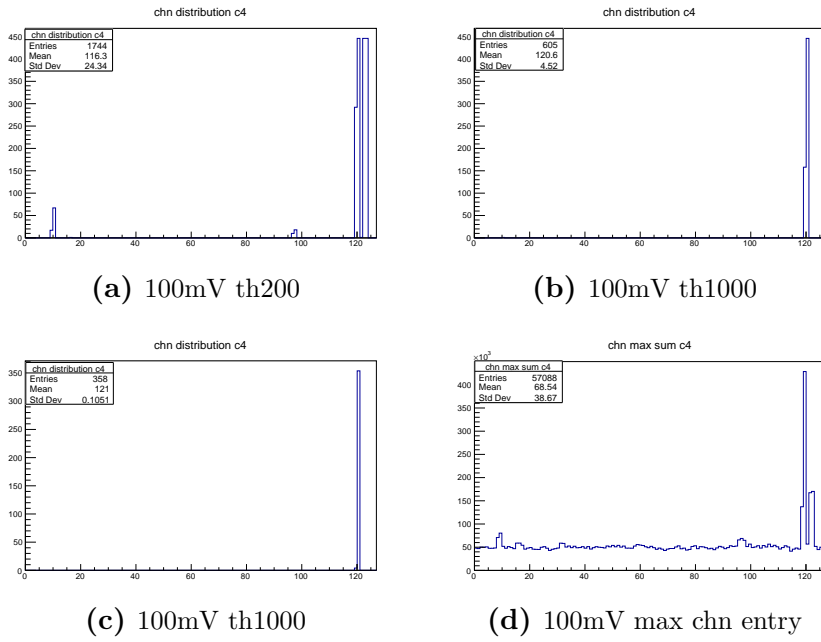 chn distribution c4
chn distribution c4
Entries 1744
Mean 116.3
Std Dev 24.34
450
400
350
300
250
200
150
100
50
0
0 20 40 60 80 100 120
(a) 100mV th200
chn distribution c4
chn distribution c4
Entries 605
Mean 120.6
Std Dev 4.52
450
400
350
300
250
200
150
100
50
0
0 20 40 60 80 100 120
(b) 100mV th1000
chn distribution c4
chn distribution c4
Entries 358
Mean 121
Std Dev 0.1051
350
300
250
200
150
100
50
0
0 20 40 60 80 100 120
(c) 100mV th1000
chn max sum c4
×10³
chn max sum c4
Entries 57088
Mean 68.54
Std Dev 38.67
400
350
300
250
200
150
100
50
0
0 20 40 60 80 100 120
(d) 100mV max chn entry